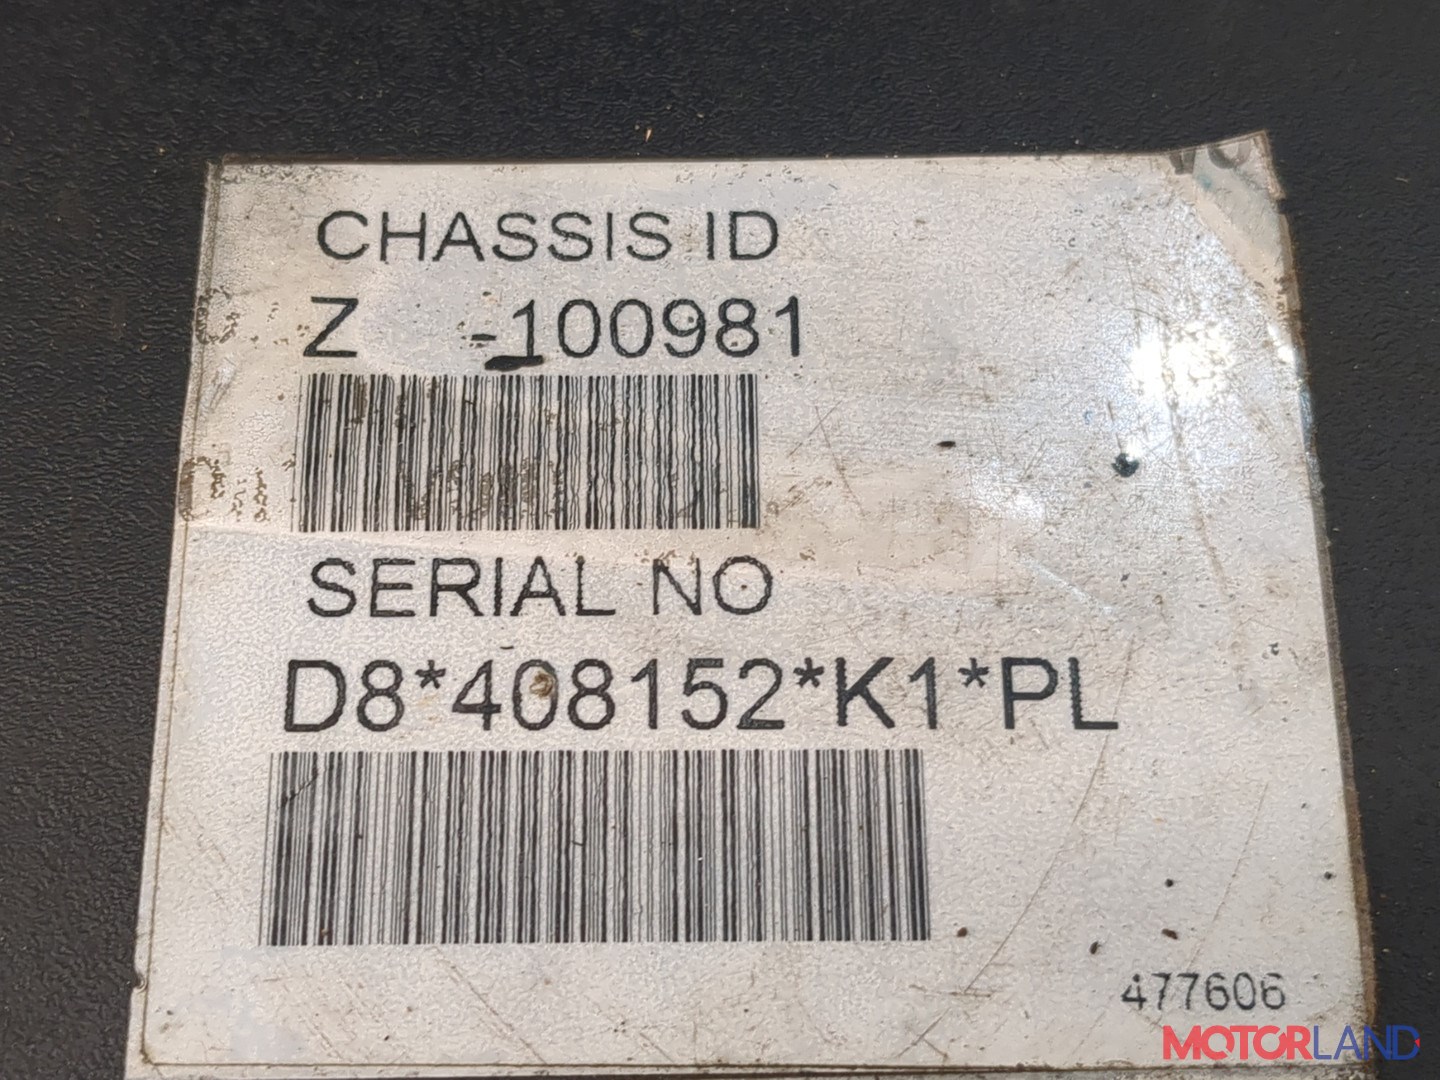 CHASSIS ID
Z -100981
SERIAL NO
D8*408152*K1*PL
477606
MOTORLAND